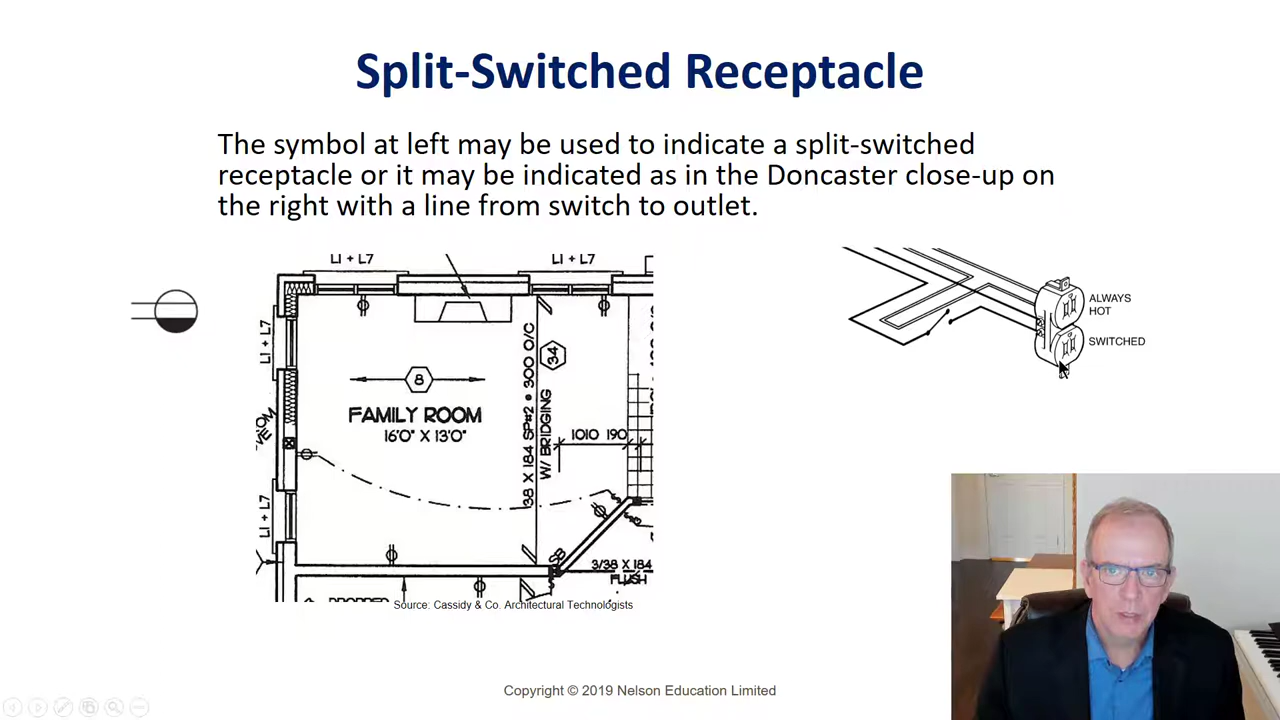 Split-Switched Receptacle
The symbol at left may be used to indicate a split-switched
receptacle or it may be indicated as in the Doncaster close-up on
the right with a line from switch to outlet.
L1 + L7
L1 + L7
L1 + L7
8
FAMILY ROOM
16'0" X 13'0"
38 X 184 SP#2 @ 300 O/C
W/ BRIDGING
34
1010 190
L1 + L7
3/38 X 184
FLUSH
Source: Cassidy & Co. Architectural Technologists
ALWAYS
HOT
SWITCHED
Copyright © 2019 Nelson Education Limited